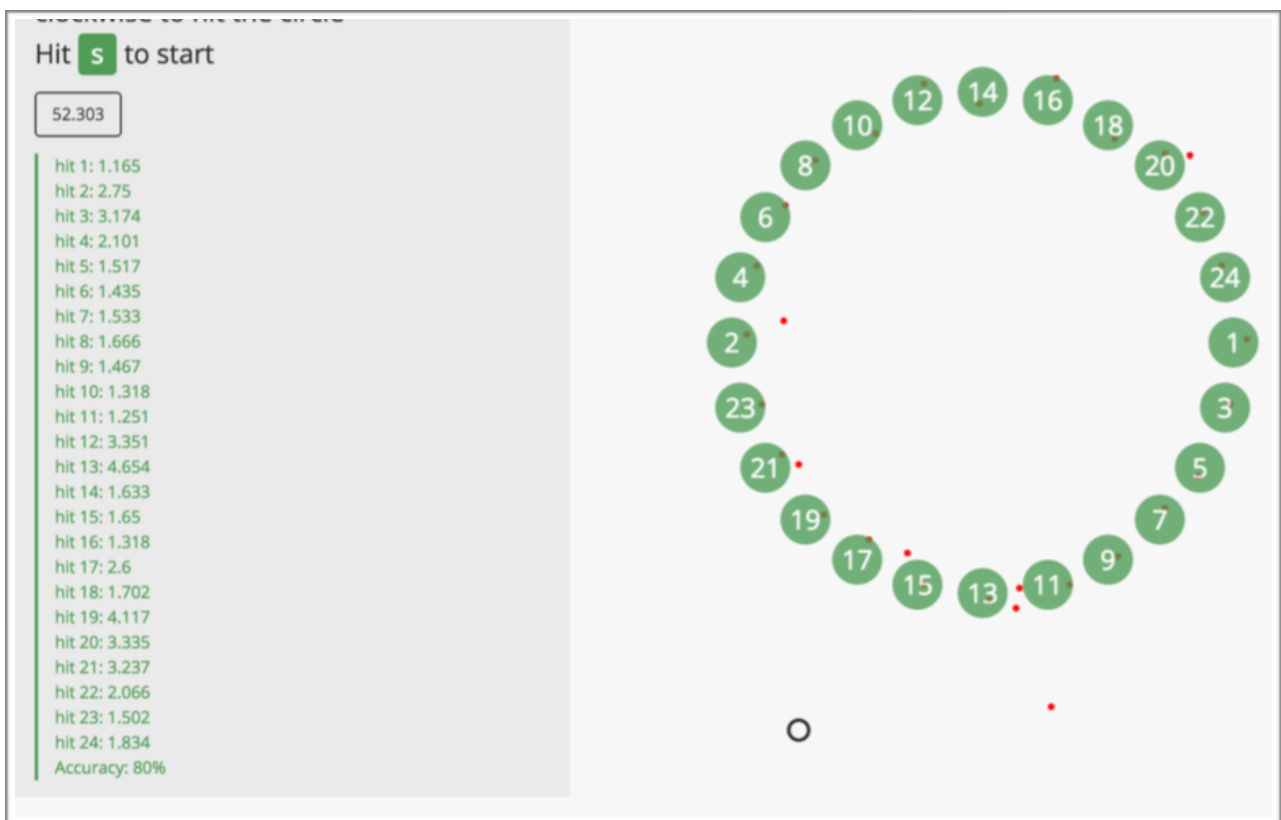 clockwise to hit the circle
Hit s to start
52.303
hit 1: 1.165
hit 2: 2.75
hit 3: 3.174
hit 4: 2.101
hit 5: 1.517
hit 6: 1.435
hit 7: 1.533
hit 8: 1.666
hit 9: 1.467
hit 10: 1.318
hit 11: 1.251
hit 12: 3.351
hit 13: 4.654
hit 14: 1.633
hit 15: 1.65
hit 16: 1.318
hit 17: 2.6
hit 18: 1.702
hit 19: 4.117
hit 20: 3.335
hit 21: 3.237
hit 22: 2.066
hit 23: 1.502
hit 24: 1.834
Accuracy: 80%
14
12
16
10
18
8
20
6
22
4
24
2
1
23
3
21
5
19
7
17
9
15
11
13